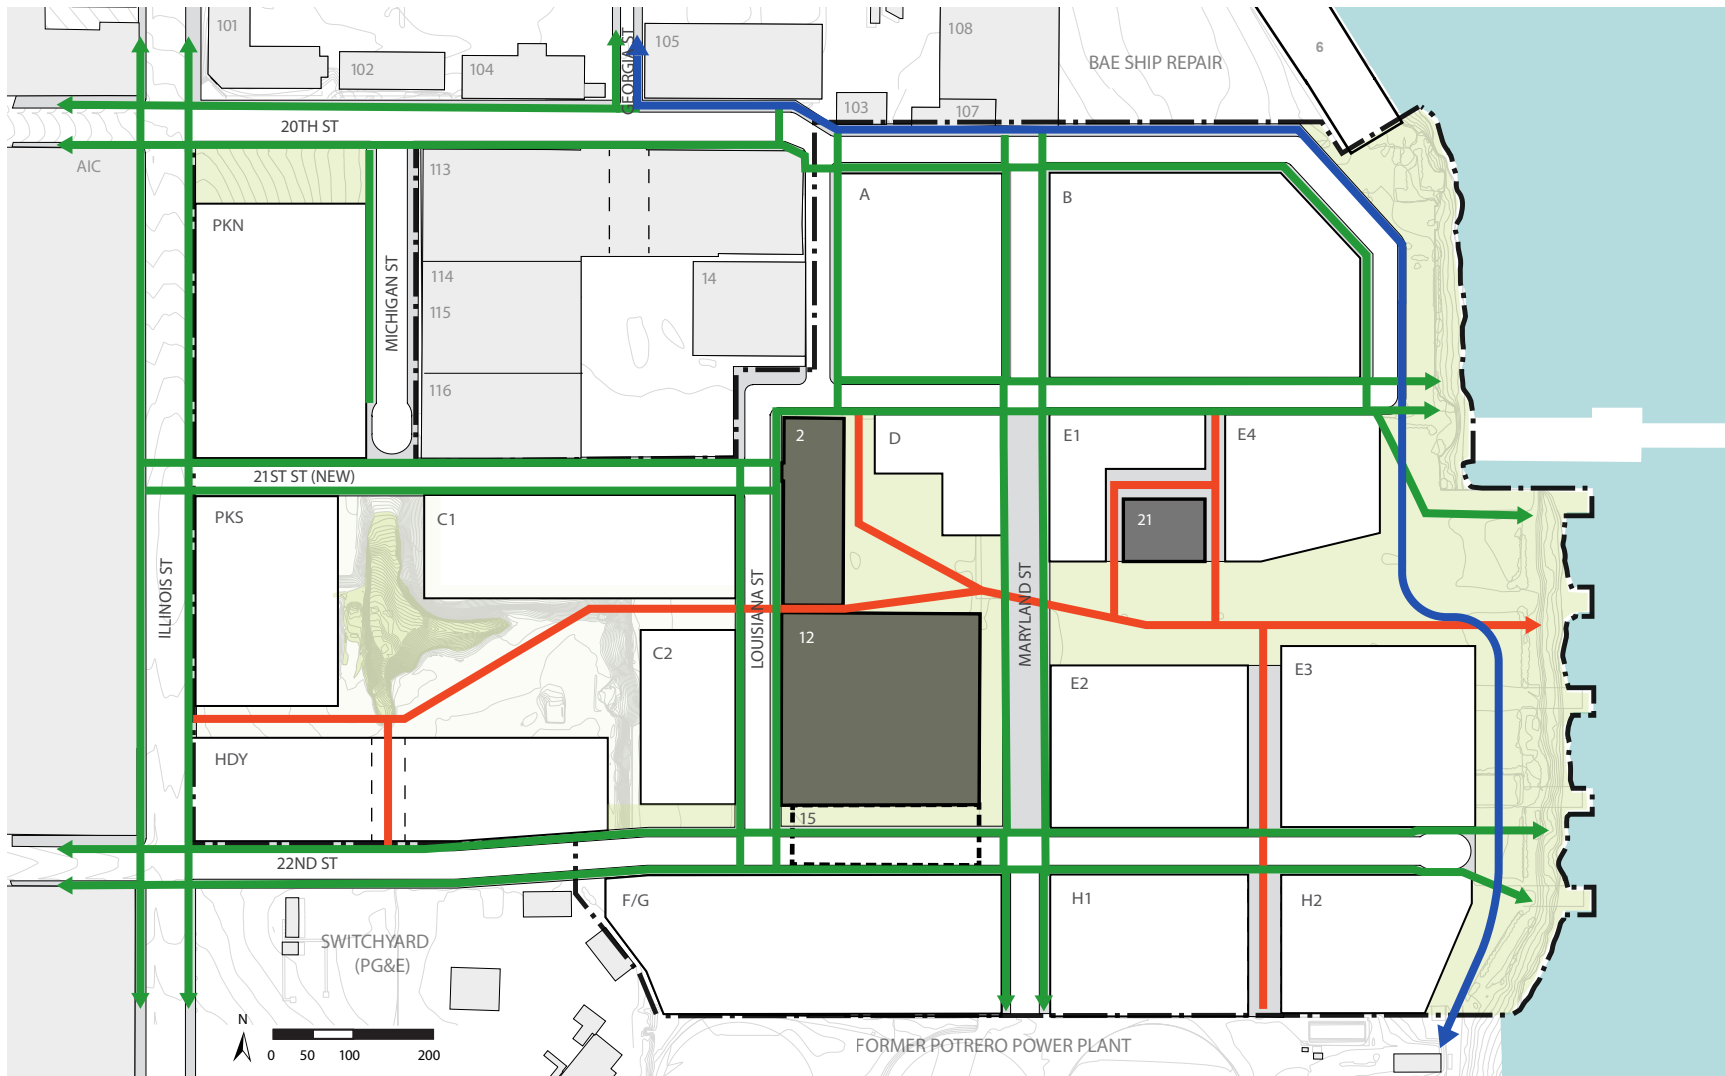 101
102
104
GEORGIA ST
105
108
BAE SHIP REPAIR
6
103
107
20TH ST
AIC
113
A
B
PKN
MICHIGAN ST
114
14
115
116
2
D
E1
E4
21ST ST (NEW)
PKS
C1
21
ILLINOIS ST
LOUISIANA ST
MARYLAND ST
12
C2
E2
E3
HDY
15
22ND ST
F/G
H1
H2
SWITCHYARD
(PG&E)
N
0 50 100 200
FORMER POTRERO POWER PLANT